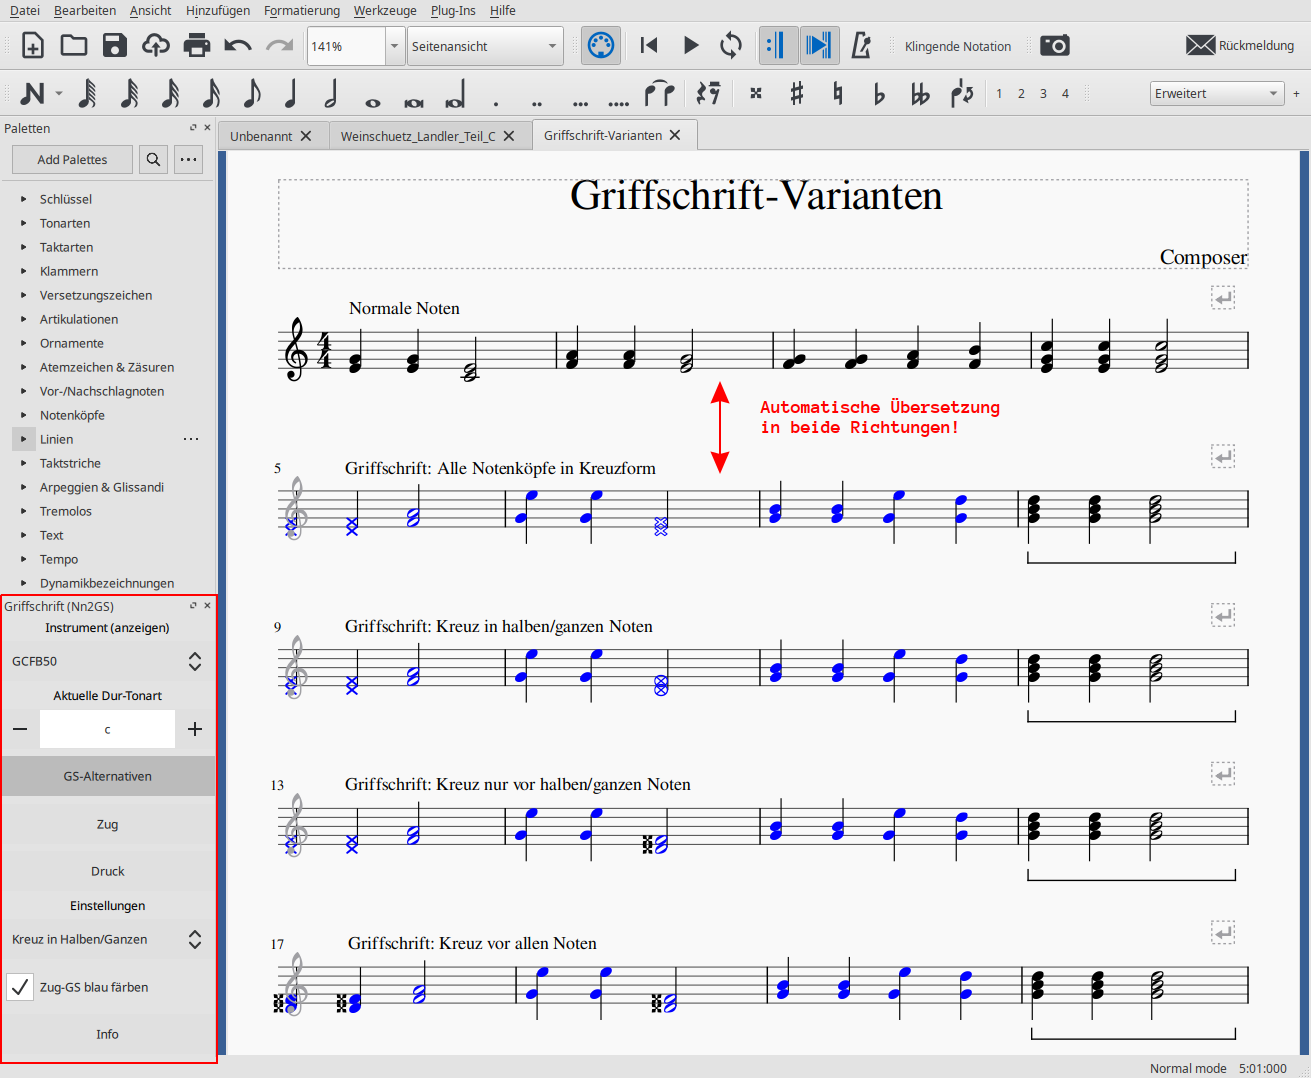 Datei Bearbeiten Ansicht Hinzufügen Formatierung Werkzeuge Plug-Ins Hilfe
141% Seitenansicht Klingende Notation Rückmeldung
1 2 3 4 Erweitert +
Paletten
Unbenannt Weinschuetz_Landler_Teil_C Griffschrift-Varianten
Add Palettes
Schlüssel
Tonarten
Taktarten
Klammern
Versetzungszeichen
Artikulationen
Ornamente
Atemzeichen & Zäsuren
Vor-/Nachschlagnoten
Notenköpfe
Linien
Taktstriche
Arpeggien & Glissandi
Tremolos
Text
Tempo
Dynamikbezeichnungen
Griffschrift (Nn2GS)
Instrument (anzeigen)
GCFB50
Aktuelle Dur-Tonart
c
GS-Alternativen
Zug
Druck
Einstellungen
Kreuz in Halben/Ganzen
Zug-GS blau färben
Info
Griffschrift-Varianten
Composer
Normale Noten
4
4
Automatische Übersetzung
in beide Richtungen!
5 Griffschrift: Alle Notenköpfe in Kreuzform
9 Griffschrift: Kreuz in halben/ganzen Noten
13 Griffschrift: Kreuz nur vor halben/ganzen Noten
17 Griffschrift: Kreuz vor allen Noten
Normal mode 5:01:000